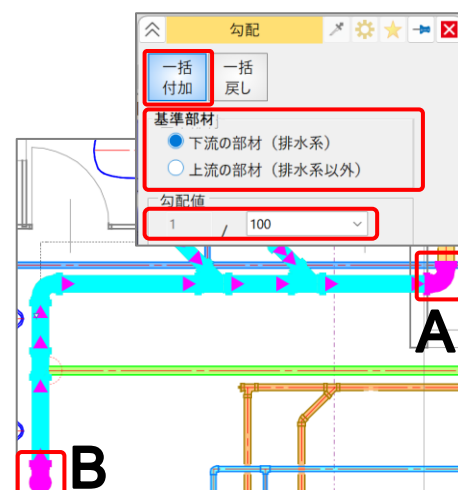 勾配
一括
付加
一括
戻し
基準部材
下流の部材（排水系）
上流の部材（排水系以外）
勾配値
1 / 100
A
B